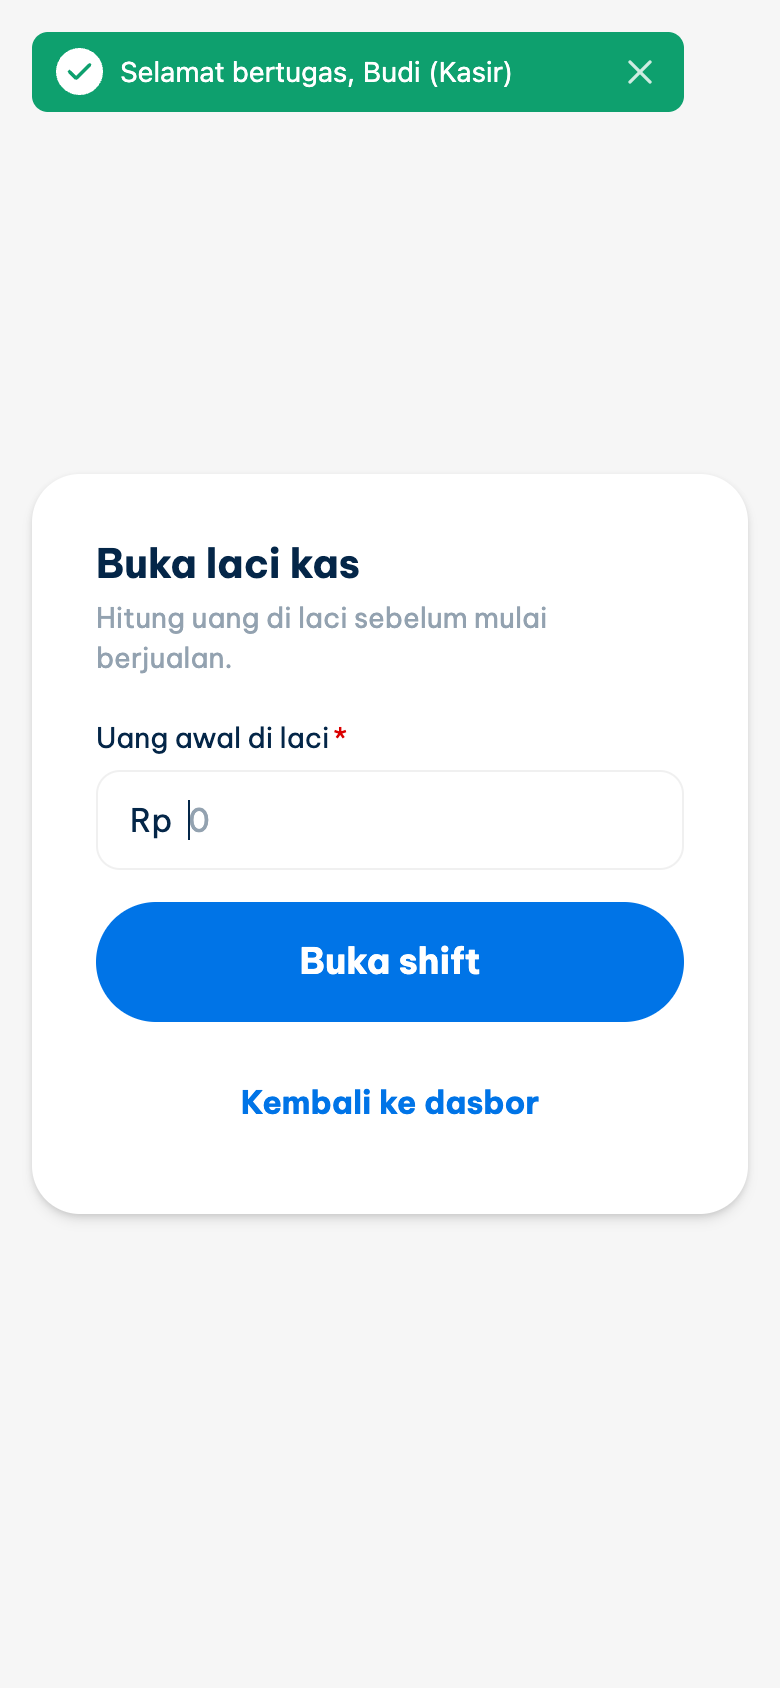 Selamat bertugas, Budi (Kasir)
Buka laci kas
Hitung uang di laci sebelum mulai
berjualan.
Uang awal di laci*
Rp 0
Buka shift
Kembali ke dasbor